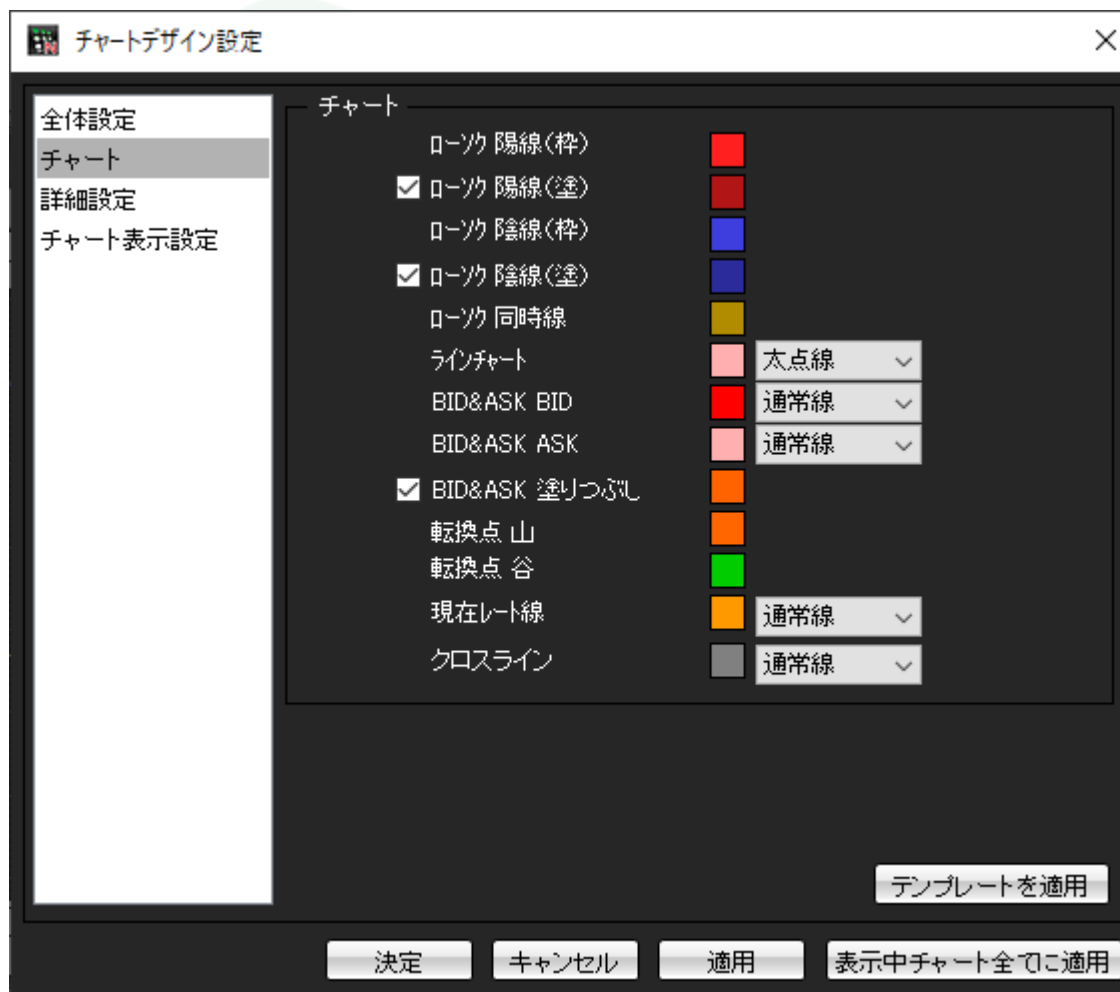 チャートデザイン設定
全体設定
チャート
詳細設定
チャート表示設定
チャート
ローソク 陽線(枠)
ローソク 陽線(塗)
ローソク 陰線(枠)
ローソク 陰線(塗)
ローソク 同時線
ラインチャート 太点線
BID&ASK BID 通常線
BID&ASK ASK 通常線
BID&ASK 塗りつぶし
転換点 山
転換点 谷
現在レート線 通常線
クロスライン 通常線
テンプレートを適用
決定 キャンセル 適用 表示中チャート全てに適用